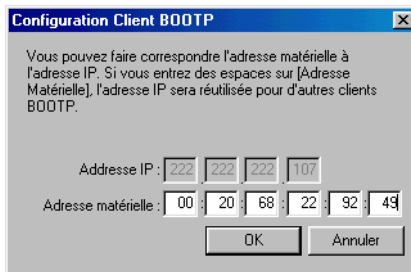 Configuration Client BOOTP
Vous pouvez faire correspondre l'adresse matérielle à
l'adresse IP. Si vous entrez des espaces sur [Adresse
Matérielle], l'adresse IP sera réutilisée pour d'autres clients
BOOTP.
Addresse IP : 222 222 222 107
Adresse matérielle : 00 : 20 : 68 : 22 : 92 : 49
OK Annuler